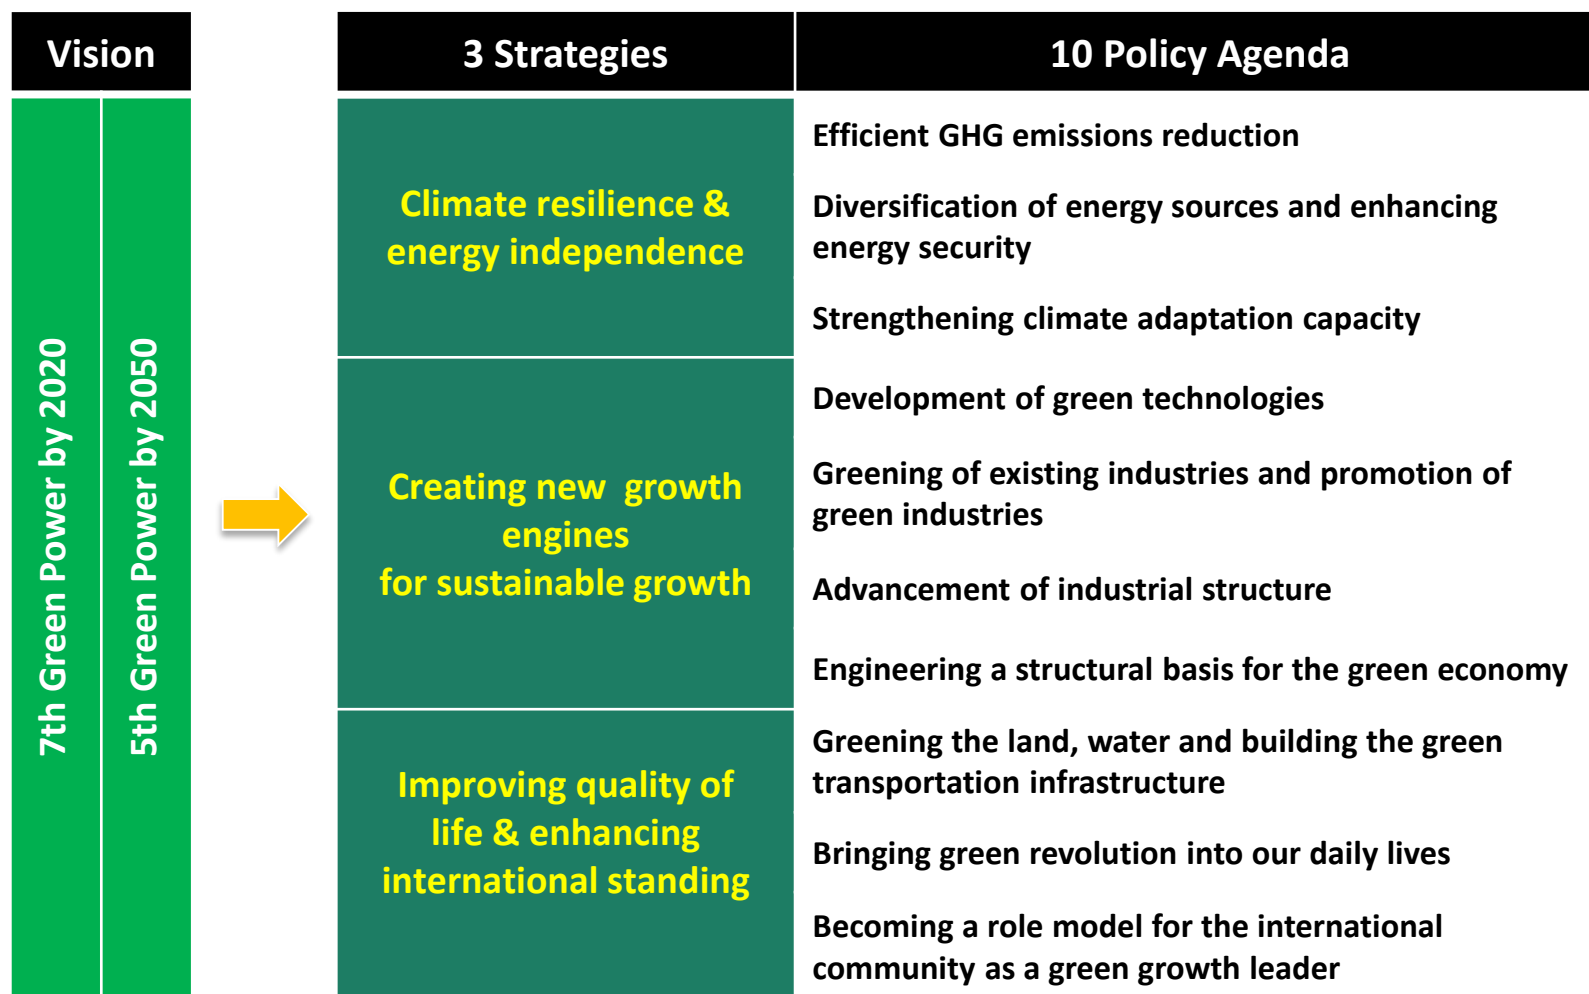 Vision
3 Strategies
10 Policy Agenda
7th Green Power by 2020
5th Green Power by 2050
Climate resilience &
energy independence
Efficient GHG emissions reduction
Diversification of energy sources and enhancing
energy security
Strengthening climate adaptation capacity
Creating new  growth
engines
for sustainable growth
Development of green technologies
Greening of existing industries and promotion of
green industries
Advancement of industrial structure
Engineering a structural basis for the green economy
Improving quality of
life & enhancing
international standing
Greening the land, water and building the green
transportation infrastructure
Bringing green revolution into our daily lives
Becoming a role model for the international
community as a green growth leader